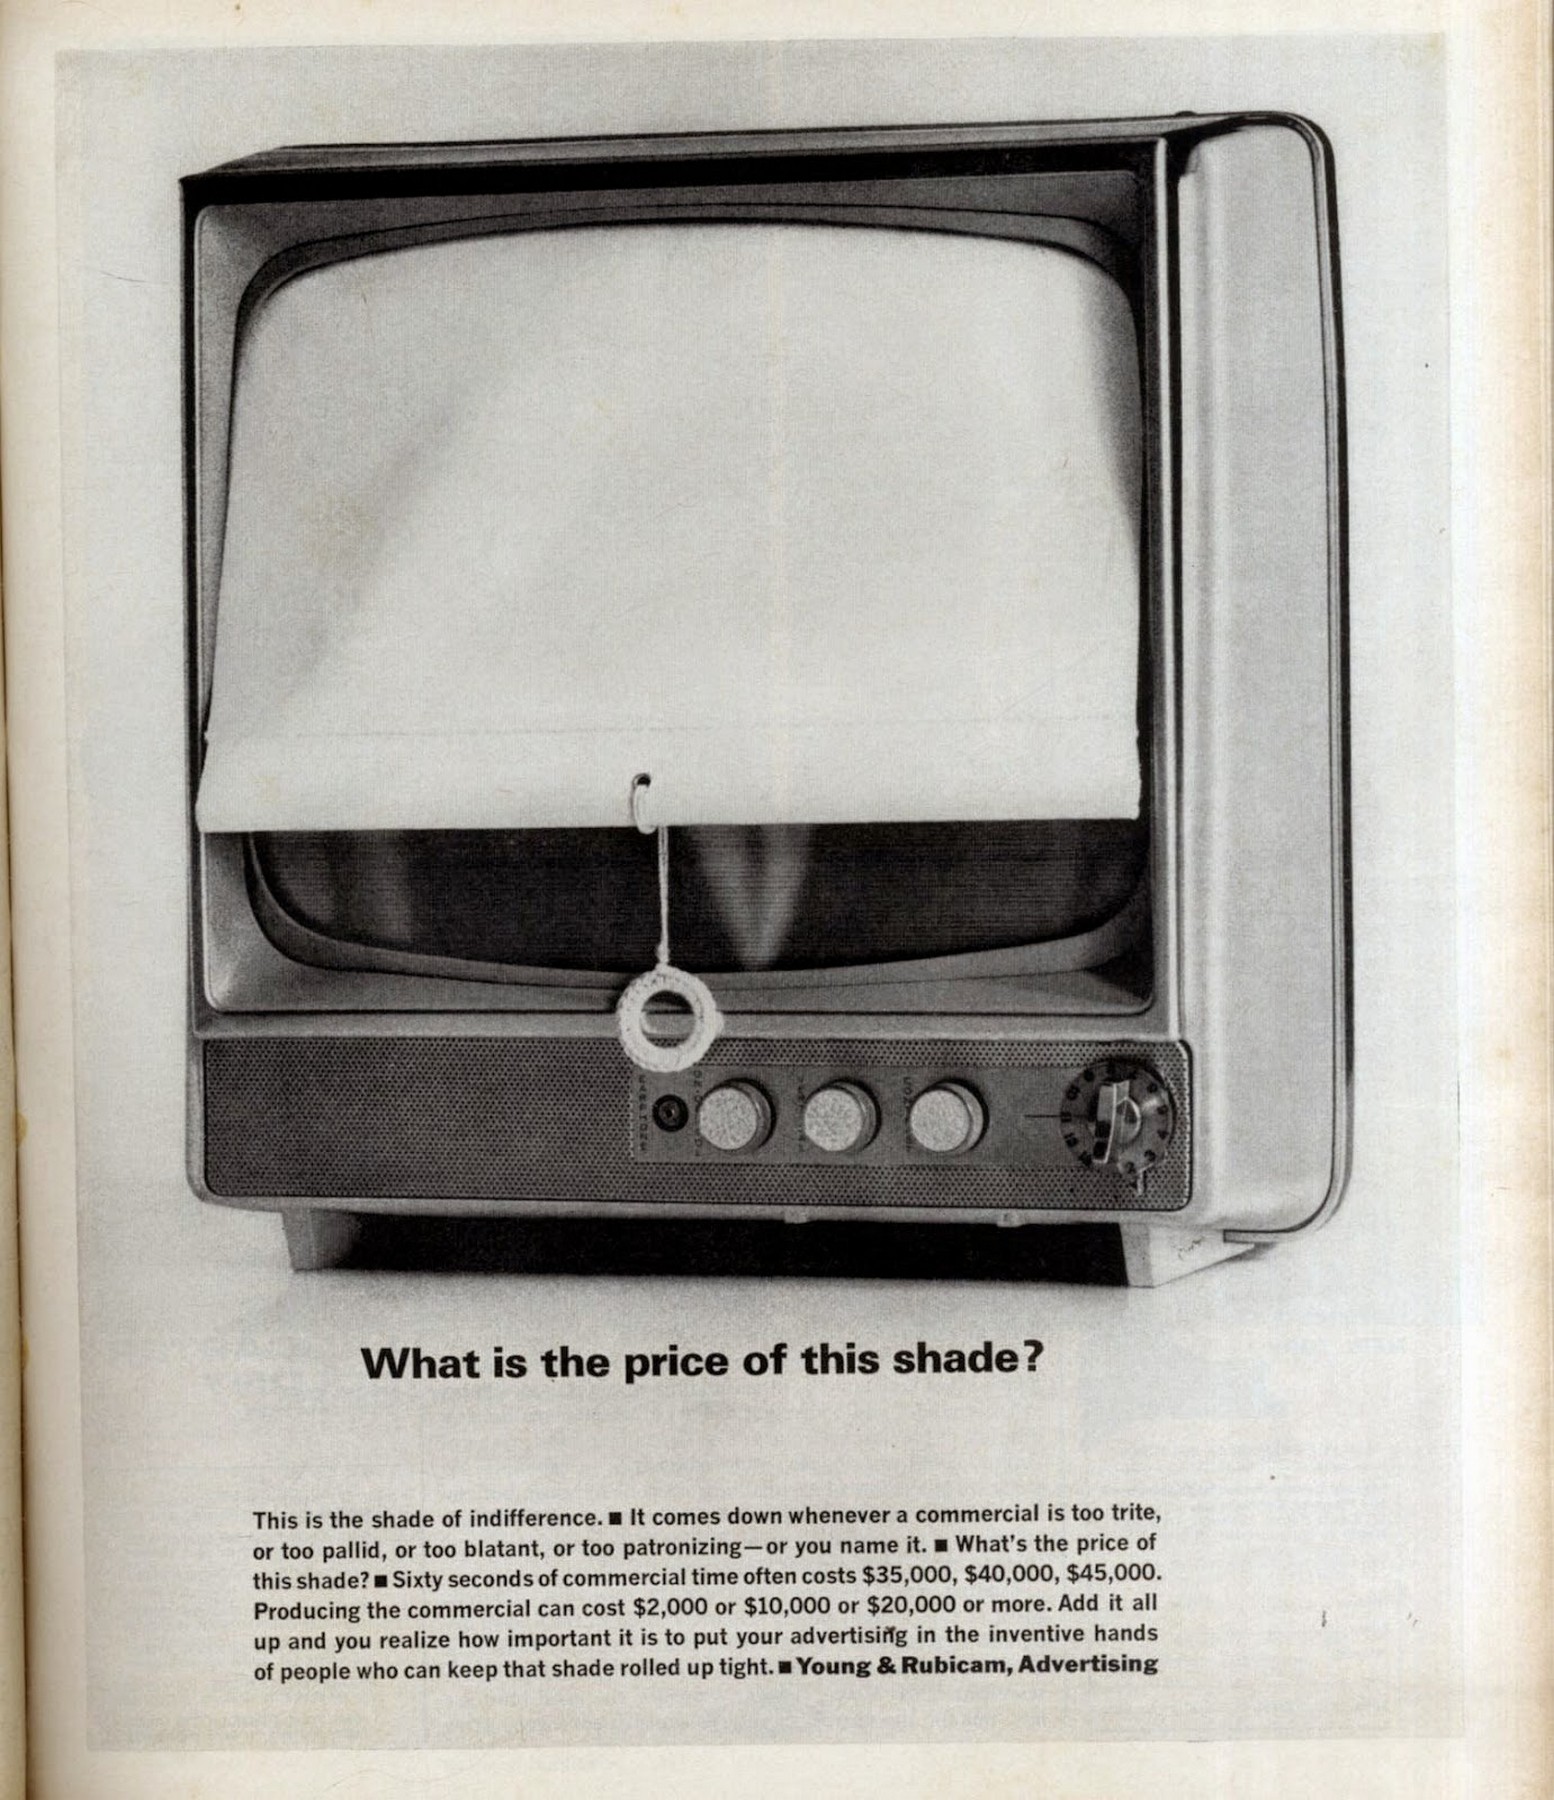 What is the price of this shade?
This is the shade of indifference. ■ It comes down whenever a commercial is too trite,
or too pallid, or too blatant, or too patronizing—or you name it. ■ What's the price of
this shade? ■ Sixty seconds of commercial time often costs $35,000, $40,000, $45,000.
Producing the commercial can cost $2,000 or $10,000 or $20,000 or more. Add it all
up and you realize how important it is to put your advertising in the inventive hands
of people who can keep that shade rolled up tight. ■ Young & Rubicam, Advertising